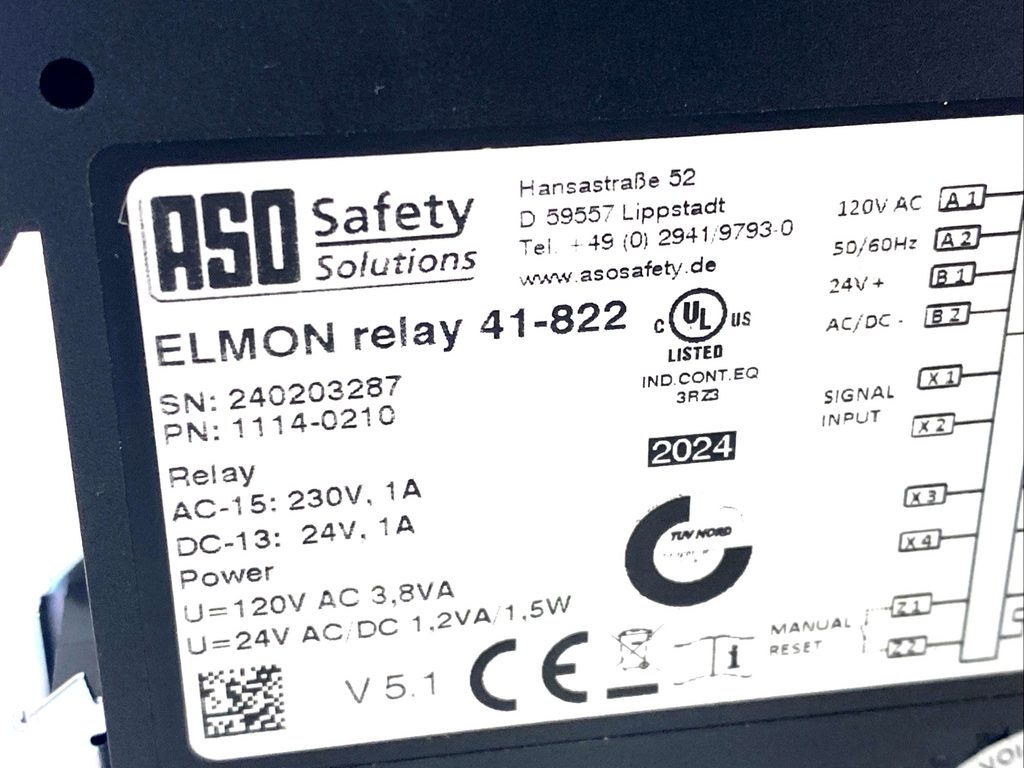 ASO Safety
Solutions
Hansastraße 52
D 59557 Lippstadt
Tel. +49 (0) 2941/9793-0
www.asosafety.de
ELMON relay 41-822
SN: 240203287
PN: 1114-0210
Relay
AC-15: 230V, 1A
DC-13: 24V, 1A
Power
U=120V AC 3,8VA
U=24V AC/DC 1,2VA/1,5W
V 5.1
CE
C UL US
LISTED
IND.CONT.EQ
3RZ3
2024
TÜV NORD
i
120V AC A1
50/60Hz A2
24V + B1
AC/DC - B2
SIGNAL X1
INPUT X2
X3
X4
MANUAL Z1
RESET Z2